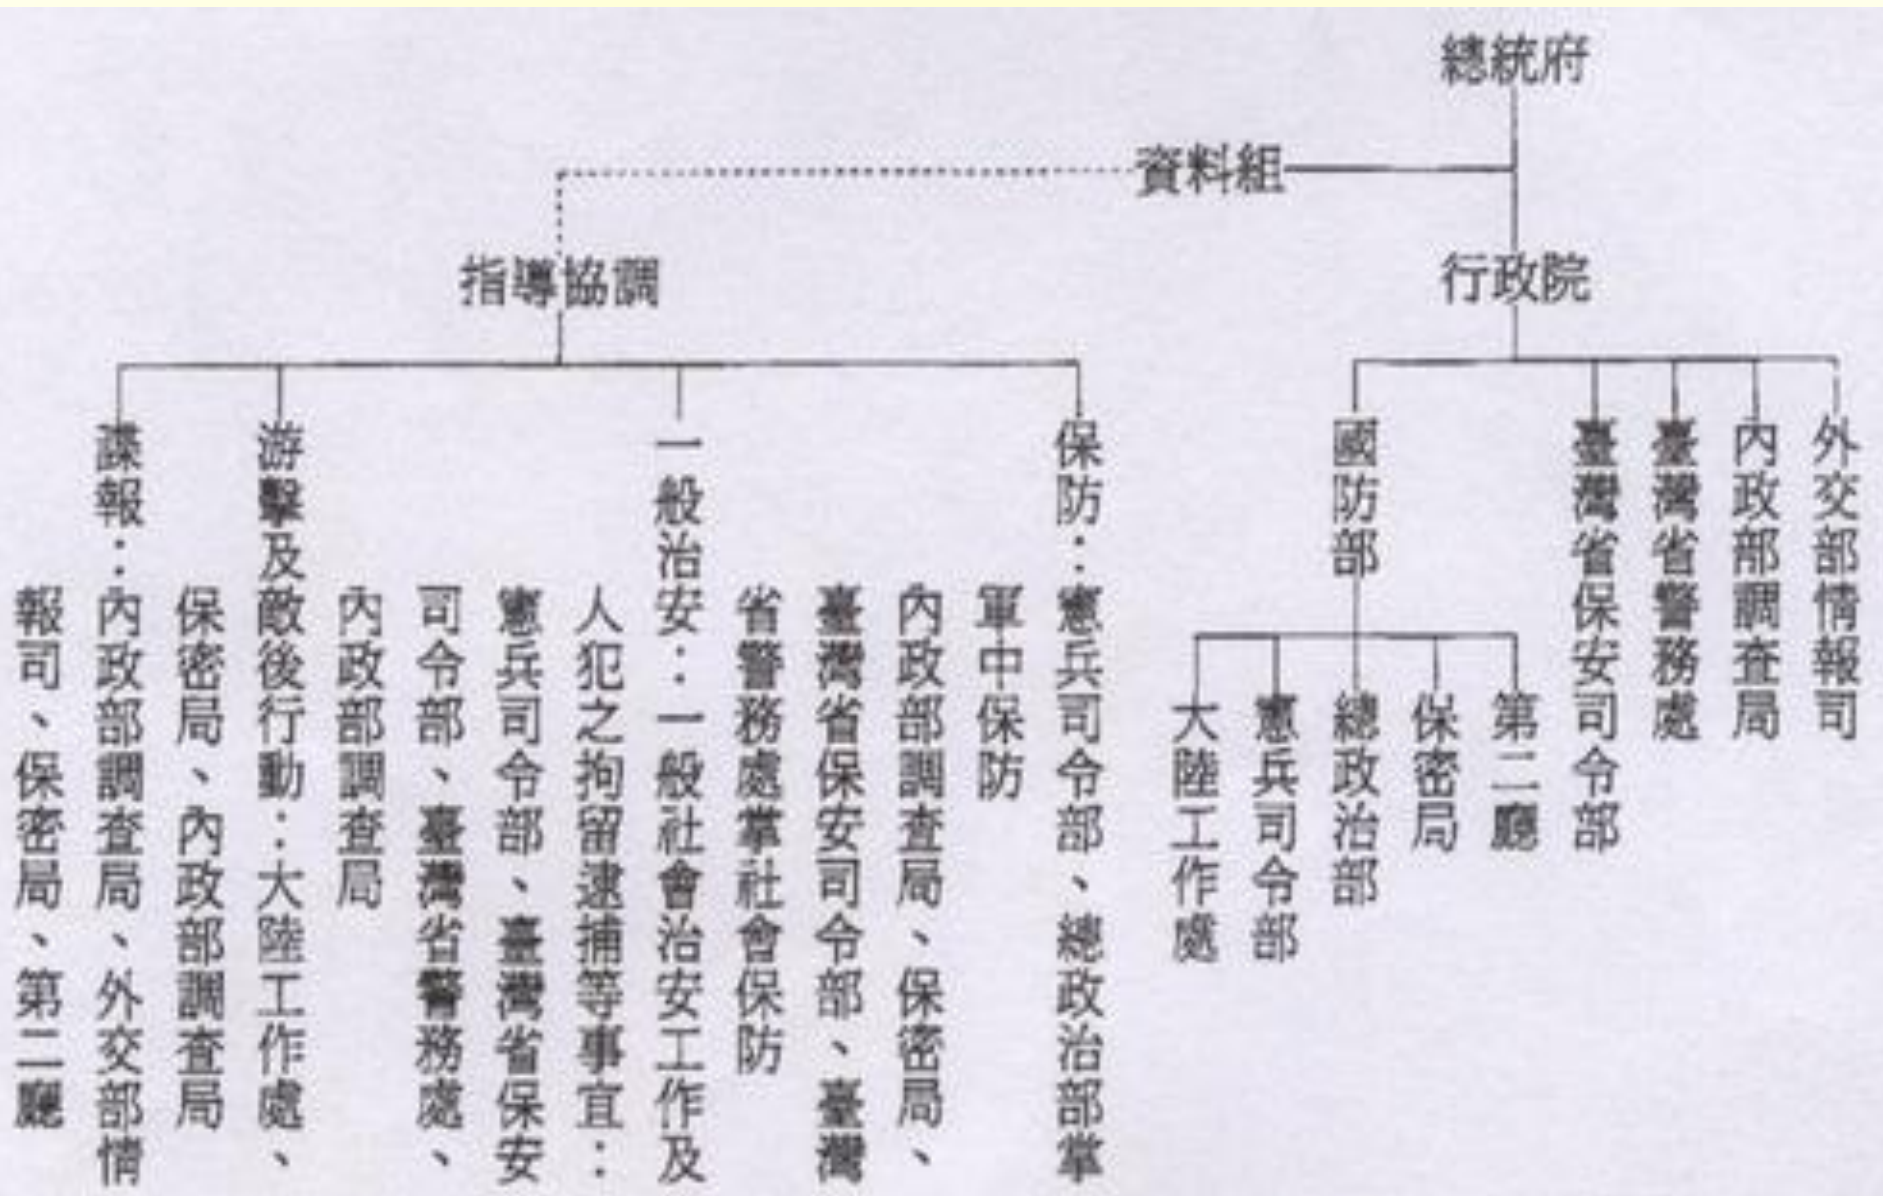 總統府
資料組
指導協調
行政院
外交部情報司
內政部調查局
臺灣省警務處
臺灣省保安司令部
國防部
第二廳
保密局
總政治部
憲兵司令部
大陸工作處
保防：憲兵司令部、總政治部掌
軍中保防
內政部調查局、保密局、
臺灣省保安司令部、臺灣
省警務處掌社會保防
一般治安：一般社會治安工作及
人犯之拘留逮捕等事宜：
憲兵司令部、臺灣省保安
司令部、臺灣省警務處、
內政部調查局
游擊及敵後行動：大陸工作處、
保密局、內政部調查局
諜報：內政部調查局、外交部情
報司、保密局、第二廳